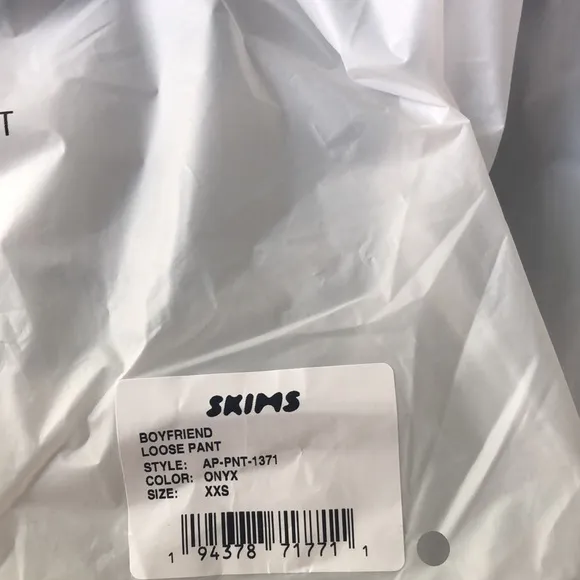 T
SKIMS
BOYFRIEND
LOOSE PANT
STYLE: AP-PNT-1371
COLOR: ONYX
SIZE: XXS
1 94378 71771 1